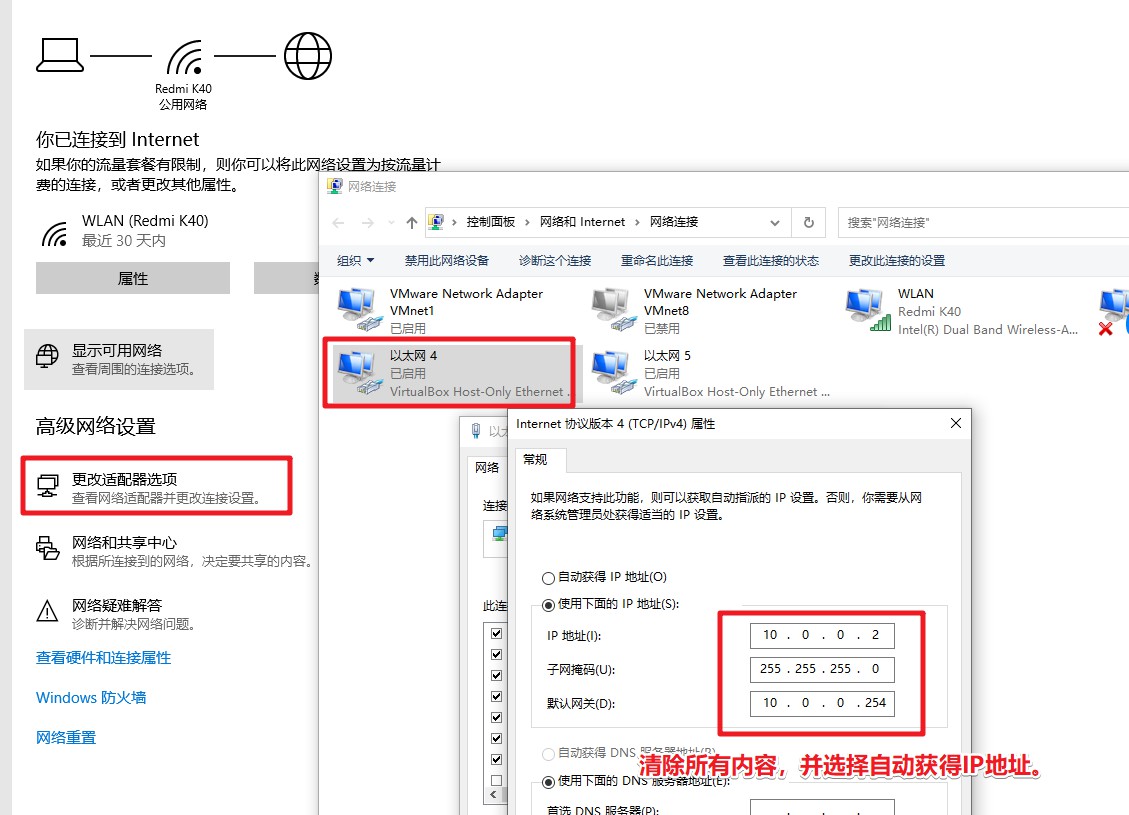 Redmi K40
公用网络
你已连接到 Internet
如果你的流量套餐有限制，则你可以将此网络设置为按流量计
费的连接，或者更改其他属性。
WLAN (Redmi K40)
最近 30 天内
属性
显示可用网络
查看周围的连接选项。
高级网络设置
更改适配器选项
查看网络适配器并更改连接设置。
网络和共享中心
根据所连接到的网络，决定要共享的内容。
网络疑难解答
诊断并解决网络问题。
查看硬件和连接属性
Windows 防火墙
网络重置
网络连接
控制面板 › 网络和 Internet › 网络连接
搜索"网络连接"
组织 禁用此网络设备 诊断这个连接 重命名此连接 查看此连接的状态 更改此连接的设置
VMware Network Adapter
VMnet1
已启用
VMware Network Adapter
VMnet8
已禁用
WLAN
Redmi K40
Intel(R) Dual Band Wireless-A...
以太网 4
已启用
VirtualBox Host-Only Ethernet ...
以太网 5
已启用
VirtualBox Host-Only Ethernet ...
以
网络
连接
此连
Internet 协议版本 4 (TCP/IPv4) 属性
常规
如果网络支持此功能，则可以获取自动指派的 IP 设置。否则，你需要从网
络系统管理员处获得适当的 IP 设置。
自动获得 IP 地址(O)
使用下面的 IP 地址(S):
IP 地址(I): 10 . 0 . 0 . 2
子网掩码(U): 255 . 255 . 255 . 0
默认网关(D): 10 . 0 . 0 . 254
自动获得 DNS 服务器地址(B)
清除所有内容，并选择自动获得IP地址。
使用下面的 DNS 服务器地址(E):
首选 DNS 服务器(P):